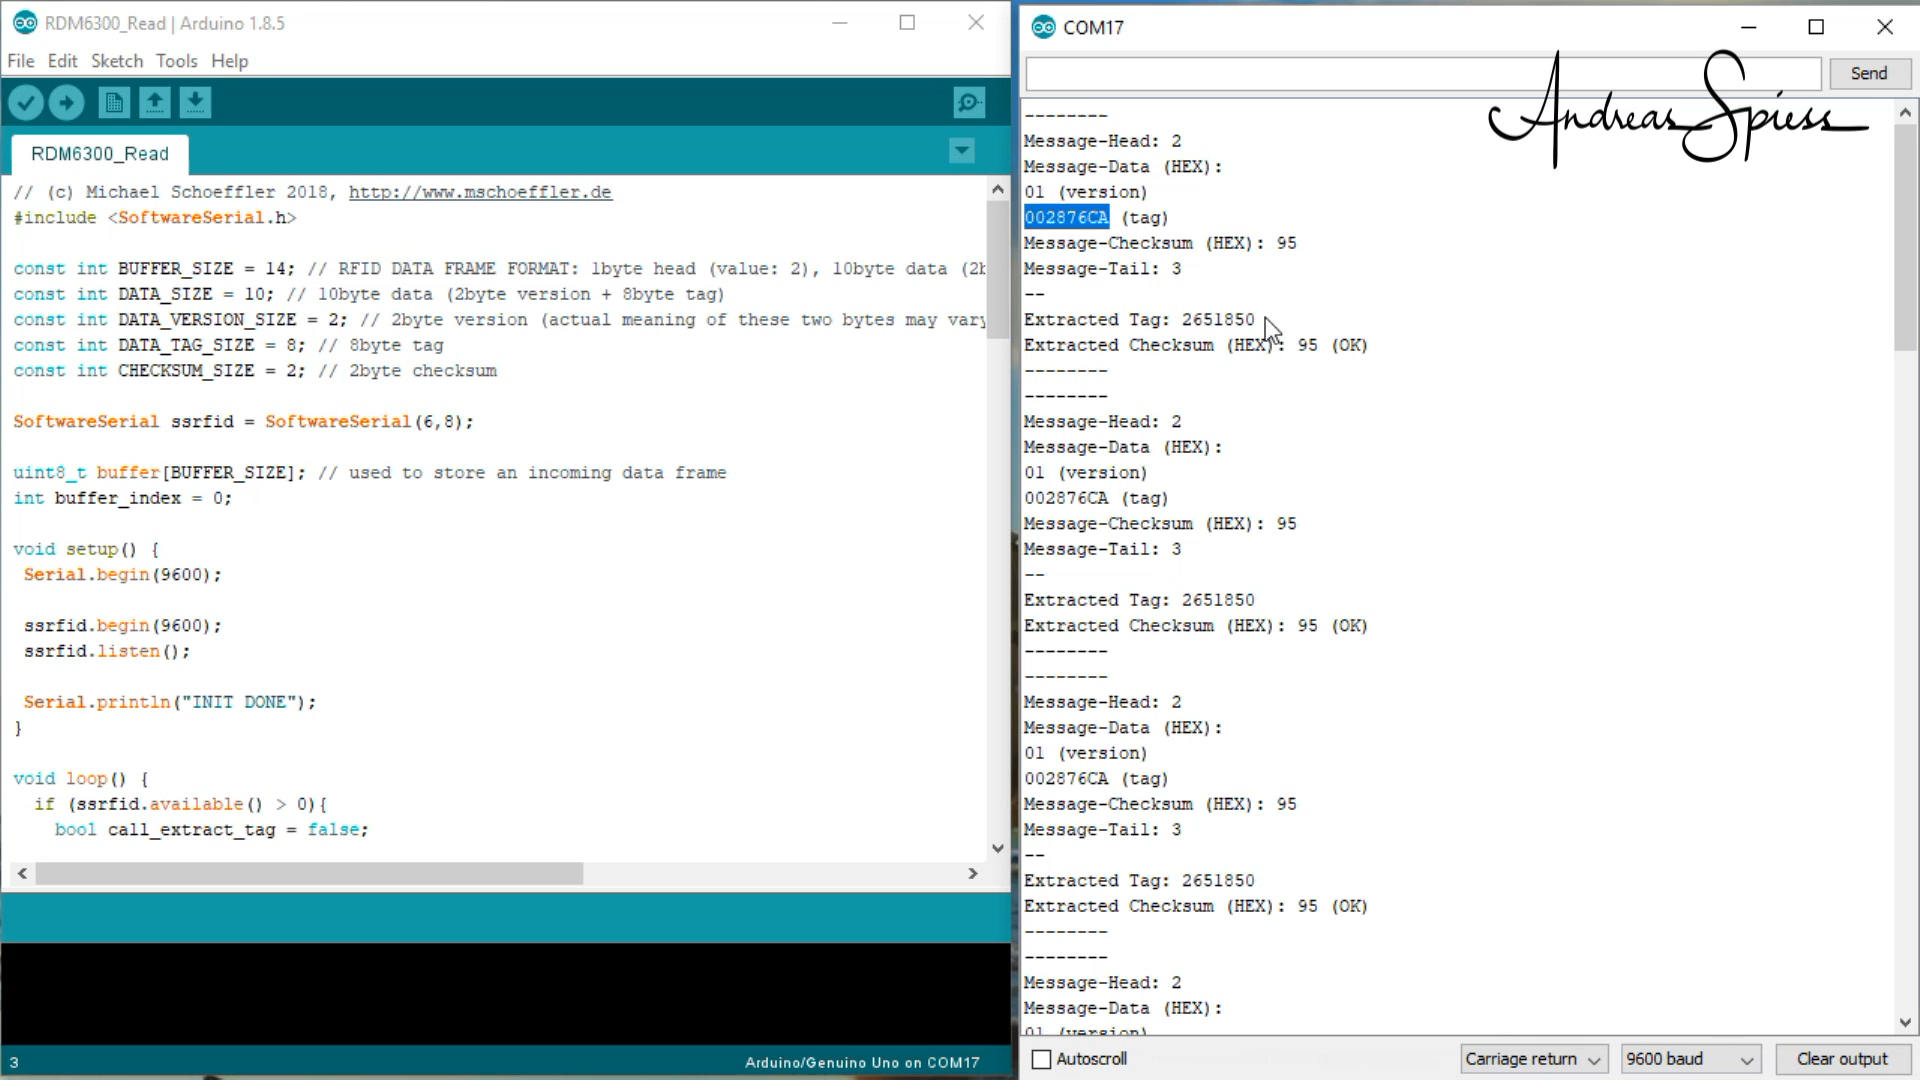 RDM6300_Read | Arduino 1.8.5
File Edit Sketch Tools Help
RDM6300_Read
// (c) Michael Schoeffler 2018, http://www.mschoeffler.de
#include <SoftwareSerial.h>
const int BUFFER_SIZE = 14; // RFID DATA FRAME FORMAT: 1byte head (value: 2), 10byte data (2b
const int DATA_SIZE = 10; // 10byte data (2byte version + 8byte tag)
const int DATA_VERSION_SIZE = 2; // 2byte version (actual meaning of these two bytes may vary
const int DATA_TAG_SIZE = 8; // 8byte tag
const int CHECKSUM_SIZE = 2; // 2byte checksum
SoftwareSerial ssrfid = SoftwareSerial(6,8);
uint8_t buffer[BUFFER_SIZE]; // used to store an incoming data frame
int buffer_index = 0;
void setup() {
Serial.begin(9600);
ssrfid.begin(9600);
ssrfid.listen();
Serial.println("INIT DONE");
}
void loop() {
if (ssrfid.available() > 0){
bool call_extract_tag = false;
3
Arduino/Genuino Uno on COM17
COM17
Send
Andreas Spiess
--------
Message-Head: 2
Message-Data (HEX):
01 (version)
002876CA (tag)
Message-Checksum (HEX): 95
Message-Tail: 3
--
Extracted Tag: 2651850
Extracted Checksum (HEX): 95 (OK)
--------
--------
Message-Head: 2
Message-Data (HEX):
01 (version)
002876CA (tag)
Message-Checksum (HEX): 95
Message-Tail: 3
--
Extracted Tag: 2651850
Extracted Checksum (HEX): 95 (OK)
--------
--------
Message-Head: 2
Message-Data (HEX):
01 (version)
002876CA (tag)
Message-Checksum (HEX): 95
Message-Tail: 3
--
Extracted Tag: 2651850
Extracted Checksum (HEX): 95 (OK)
--------
--------
Message-Head: 2
Message-Data (HEX):
01 (version)
Autoscroll
Carriage return
9600 baud
Clear output